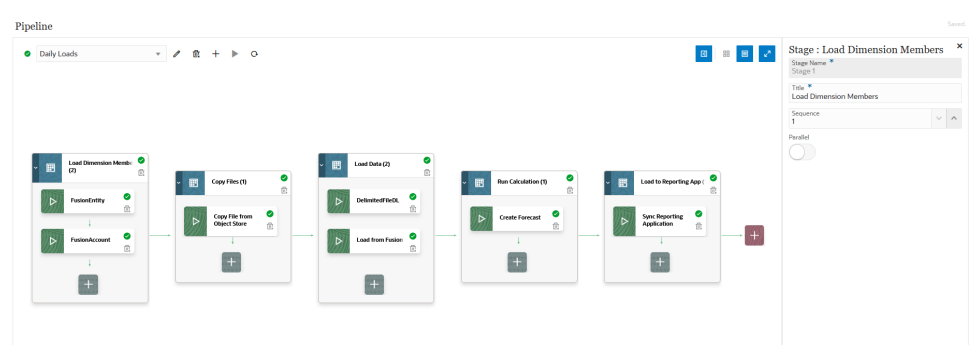 Pipeline
Saved.
Daily Loads
Stage : Load Dimension Members
Stage Name *
Stage 1
Title *
Load Dimension Members
Sequence
1
Parallel
Load Dimension Memb
(2)
FusionEntity
FusionAccount
Copy Files (1)
Copy File from
Object Store
Load Data (2)
DelimitedFileDL
Load from Fusion
Run Calculation (1)
Create Forecast
Load to Reporting App (
Sync Reporting
Application